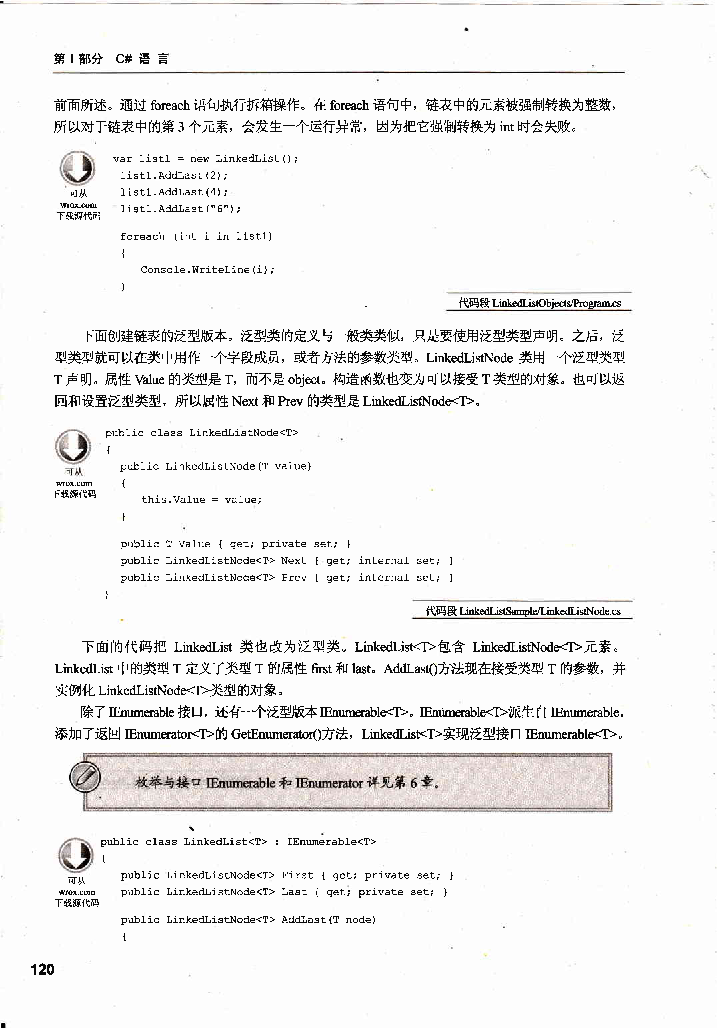 第 I 部分 C# 语 言
前面所述。通过 foreach 语句执行拆箱操作。在 foreach 语句中，链表中的元素被强制转换为整数，
所以对于链表中的第 3 个元素，会发生一个运行异常，因为把它强制转换为 int 时会失败。
可从
wrox.com
下载源代码
var list1 = new LinkedList();
list1.AddLast(2);
list1.AddLast(4);
list1.AddLast("6");
foreach (int i in list1)
{
Console.WriteLine(i);
}
代码段 LinkedListObjects/Program.cs
下面创建链表的泛型版本。泛型类的定义与一般类类似，只是要使用泛型类型声明。之后，泛
型类型就可以在类中用作一个字段成员，或者方法的参数类型。LinkedListNode 类用一个泛型类型
T 声明。属性 Value 的类型是 T，而不是 object。构造函数也变为可以接受 T 类型的对象。也可以返
回和设置泛型类型，所以属性 Next 和 Prev 的类型是 LinkedListNode<T>。
可从
wrox.com
下载源代码
public class LinkedListNode<T>
{
public LinkedListNode(T value)
{
this.Value = value;
}
public T Value { get; private set; }
public LinkedListNode<T> Next { get; internal set; }
public LinkedListNode<T> Prev { get; internal set; }
}
代码段 LinkedListSample/LinkedListNode.cs
下面的代码把 LinkedList 类也改为泛型类。LinkedList<T>包含 LinkedListNode<T>元素。
LinkedList 中的类型 T 定义了类型 T 的属性 first 和 last。AddLast()方法现在接受类型 T 的参数，并
实例化 LinkedListNode<T>类型的对象。
除了 IEnumerable 接口，还有一个泛型版本 IEnumerable<T>。IEnumerable<T>派生自 IEnumerable，
添加了返回 IEnumerator<T>的 GetEnumerator()方法，LinkedList<T>实现泛型接口 IEnumerable<T>。
枚举与接口 IEnumerable 和 IEnumerator 详见第 6 章。
可从
wrox.com
下载源代码
public class LinkedList<T> : IEnumerable<T>
{
public LinkedListNode<T> First { get; private set; }
public LinkedListNode<T> Last { get; private set; }
public LinkedListNode<T> AddLast(T node)
{
120